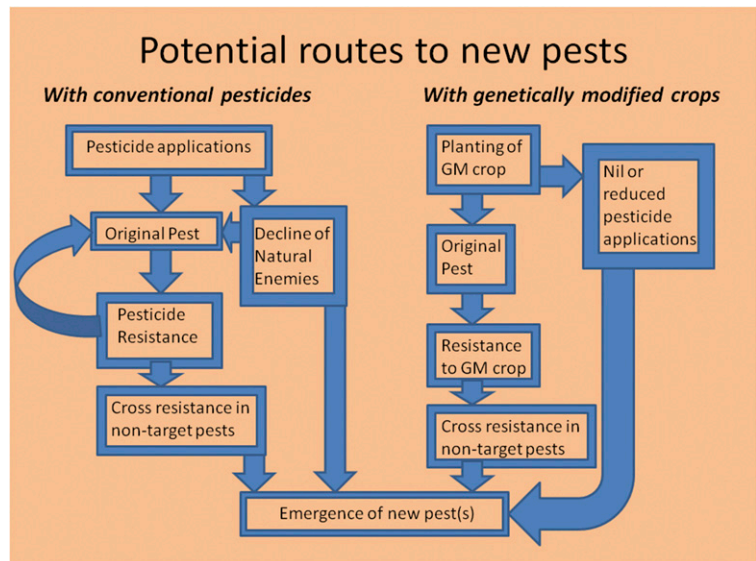 Potential routes to new pests
With conventional pesticides
With genetically modified crops
Pesticide applications
Original Pest
Decline of
Natural
Enemies
Pesticide
Resistance
Cross resistance in
non-target pests
Planting of
GM crop
Nil or
reduced
pesticide
applications
Original
Pest
Resistance
to GM crop
Cross resistance in
non-target pests
Emergence of new pest(s)